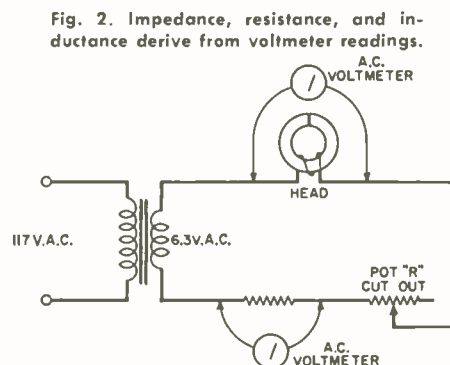 Fig. 2. Impedance, resistance, and in-
ductance derive from voltmeter readings.
A.C.
VOLTMETER
HEAD
117 V. A.C.
6.3V. A.C.
POT "R"
CUT OUT
A.C.
VOLTMETER